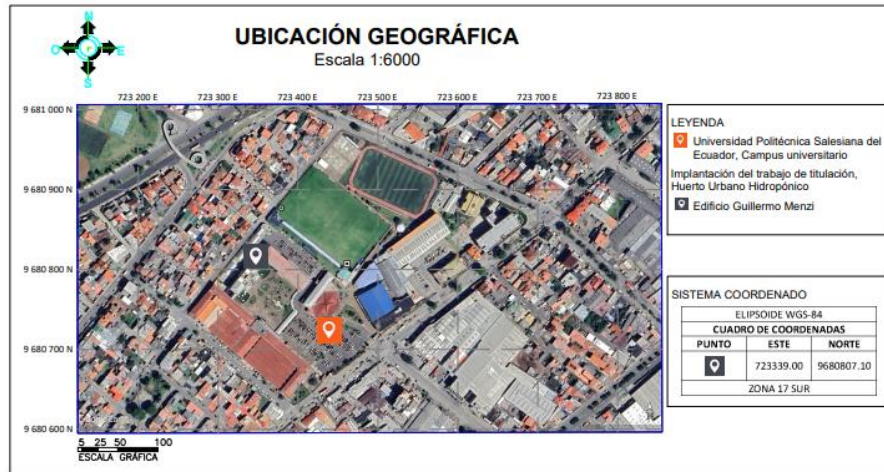 N
O
E
S
UBICACIÓN GEOGRÁFICA
Escala 1:6000
723 200 E 723 300 E 723 400 E 723 500 E 723 600 E 723 700 E 723 800 E
9 681 000 N
9 680 900 N
9 680 800 N
9 680 700 N
9 680 600 N
5 25 50 100
ESCALA GRÁFICA
LEYENDA
Universidad Politécnica Salesiana del
Ecuador, Campus universitario
Implantación del trabajo de titulación,
Huerto Urbano Hidropónico
Edificio Guillermo Menzi
SISTEMA COORDENADO
ELIPSOIDE WGS-84
CUADRO DE COORDENADAS
PUNTO ESTE NORTE
723339.00 9680807.10
ZONA 17 SUR